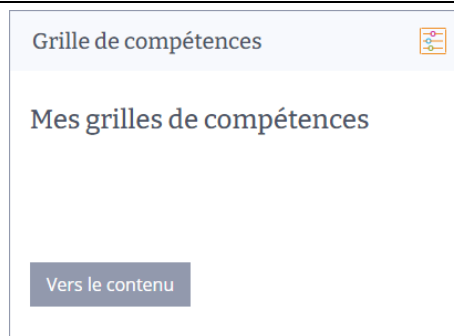 Grille de compétences
Mes grilles de compétences
Vers le contenu